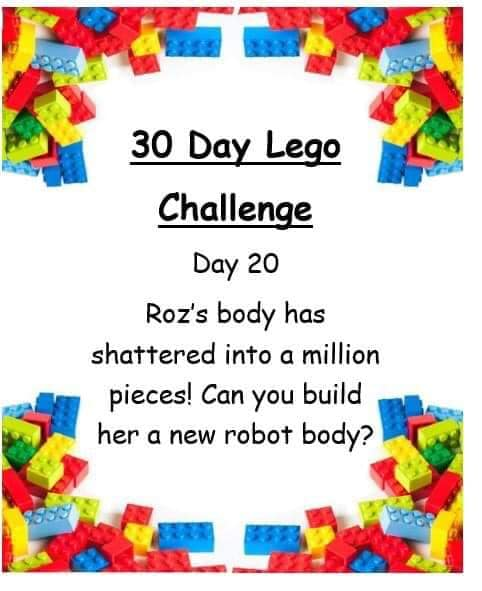 30 Day Lego
Challenge
Day 20
Roz's body has
shattered into a million
pieces! Can you build
her a new robot body?